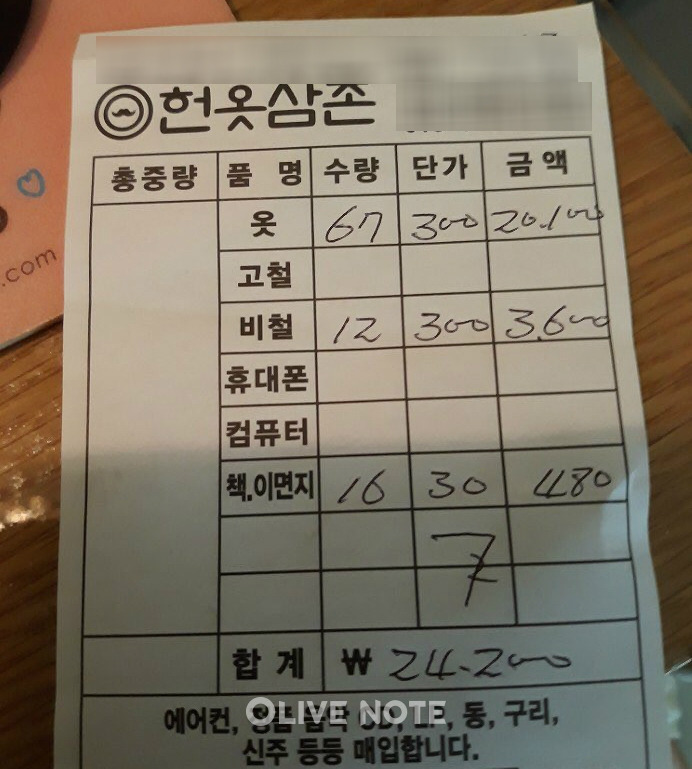 .com
헌옷삼촌
총중량 품 명 수량 단가 금액
옷 67 300 20.100
고철
비철 12 300 3.600
휴대폰
컴퓨터
책.이면지 16 30 480
합 계 ₩ 24.200
OLIVE NOTE
에어컨, 동, 구리,
신주 등등 매입합니다.